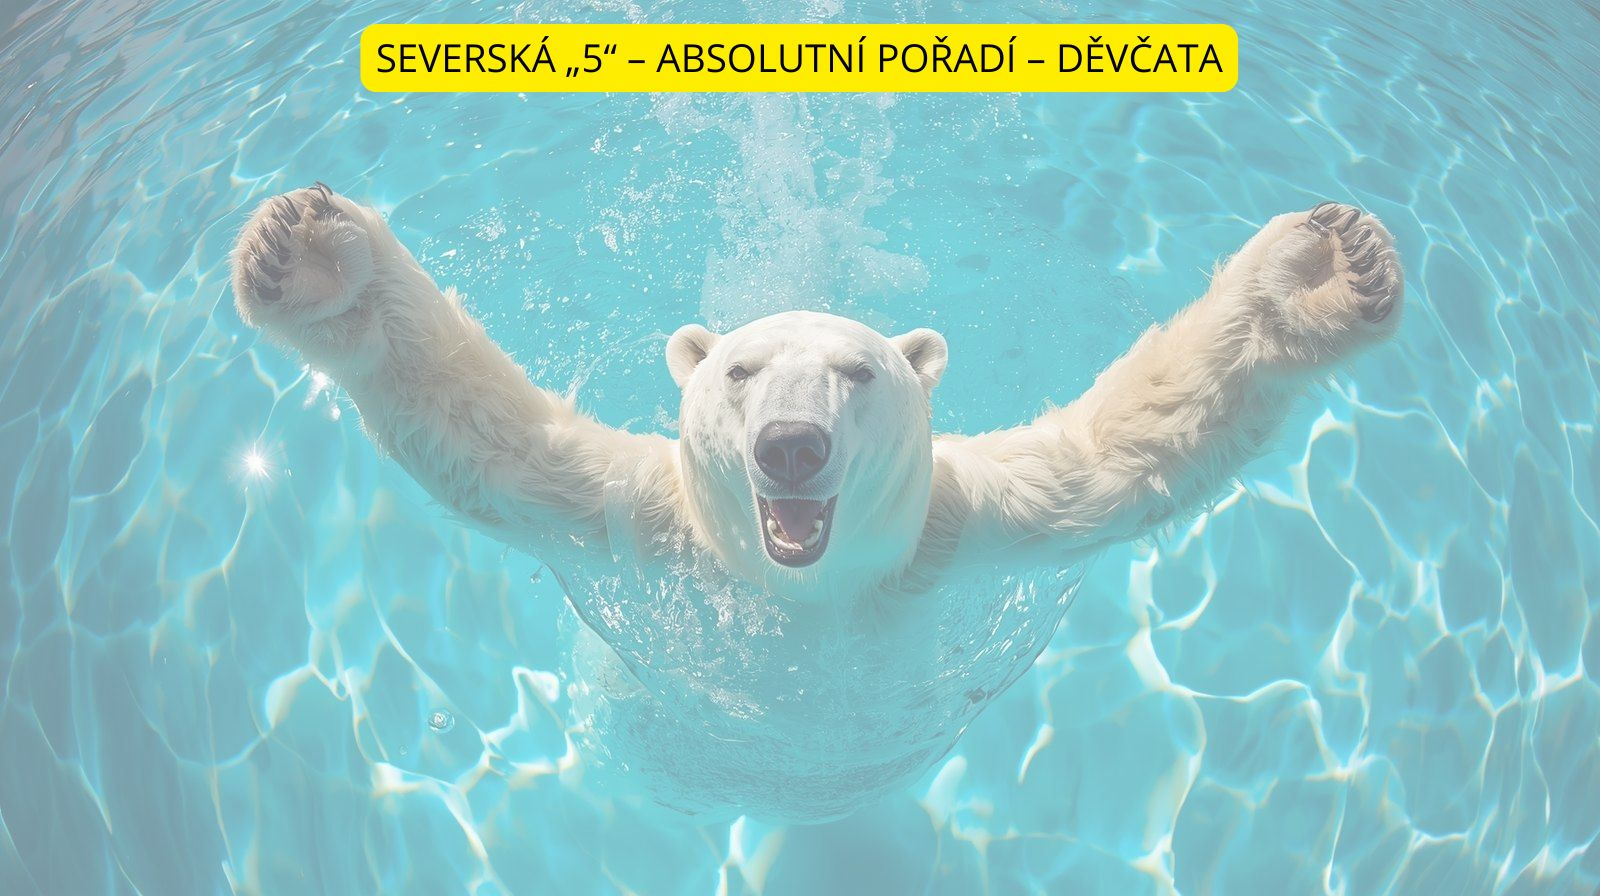 SEVERSKÁ „5“ – ABSOLUTNÍ POŘADÍ – DĚVČATA